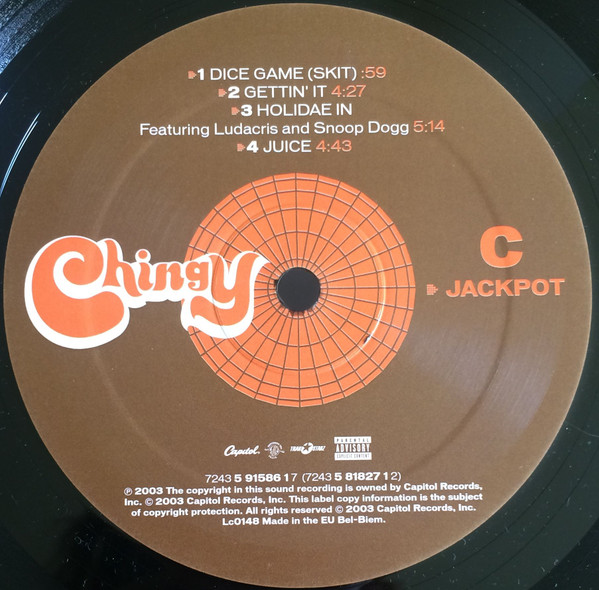 1 DICE GAME (SKIT) :59
2 GETTIN' IT 4:27
3 HOLIDAE IN
Featuring Ludacris and Snoop Dogg 5:14
4 JUICE 4:43
Chingy
C
JACKPOT
Capitol.
PARENTAL
ADVISORY
EXPLICIT CONTENT
7243 5 91586 1 7 (7243 5 81827 1 2)
℗ 2003 The copyright in this sound recording is owned by Capitol Records,
Inc. © 2003 Capitol Records, Inc. This label copy information is the subject
of copyright protection. All rights reserved © 2003 Capitol Records, Inc.
Lc0148 Made in the EU Bel-Biem.